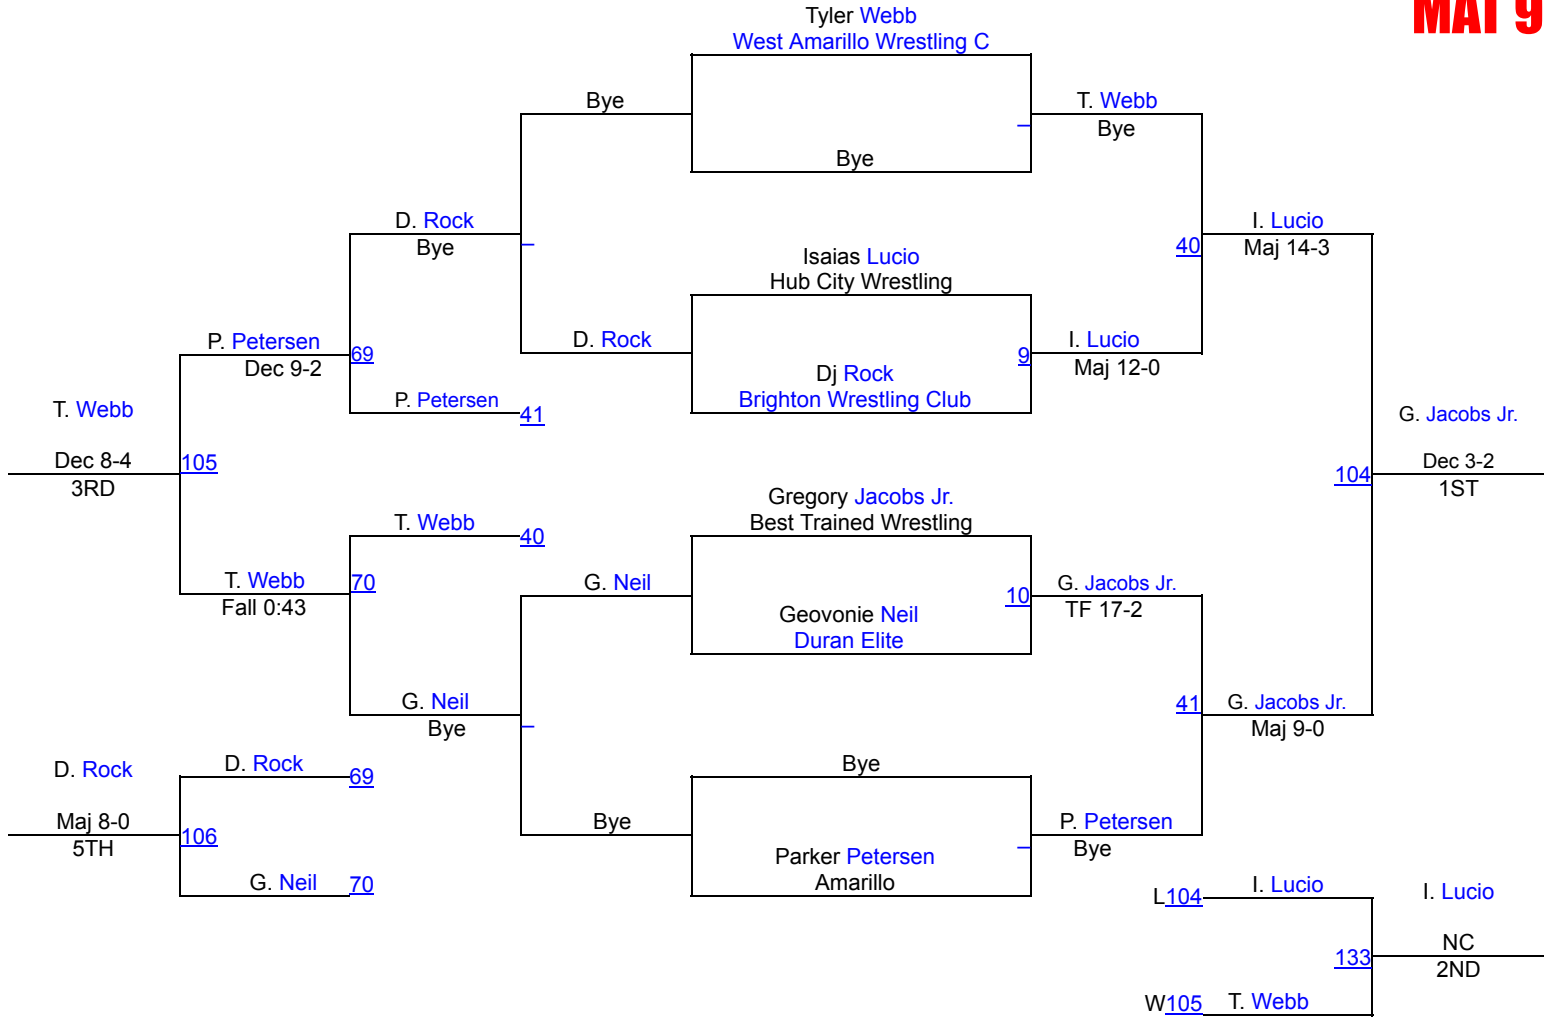 MAT 9
Tyler Webb
West Amarillo Wrestling C
Bye
T. Webb
Bye
Bye
D. Rock
Bye
I. Lucio
Maj 14-3
40
Isaias Lucio
Hub City Wrestling
D. Rock
I. Lucio
Maj 12-0
9
Dj Rock
Brighton Wrestling Club
P. Petersen
Dec 9-2
69
P. Petersen
41
T. Webb
Dec 8-4
3RD
105
G. Jacobs Jr.
Dec 3-2
1ST
104
Gregory Jacobs Jr.
Best Trained Wrestling
T. Webb
40
T. Webb
Fall 0:43
70
G. Neil
G. Jacobs Jr.
TF 17-2
10
Geovonie Neil
Duran Elite
G. Neil
Bye
41
G. Jacobs Jr.
Maj 9-0
D. Rock
Maj 8-0
5TH
D. Rock
69
106
G. Neil
70
Bye
Bye
P. Petersen
Bye
Parker Petersen
Amarillo
L104
I. Lucio
I. Lucio
NC
2ND
133
W105
T. Webb